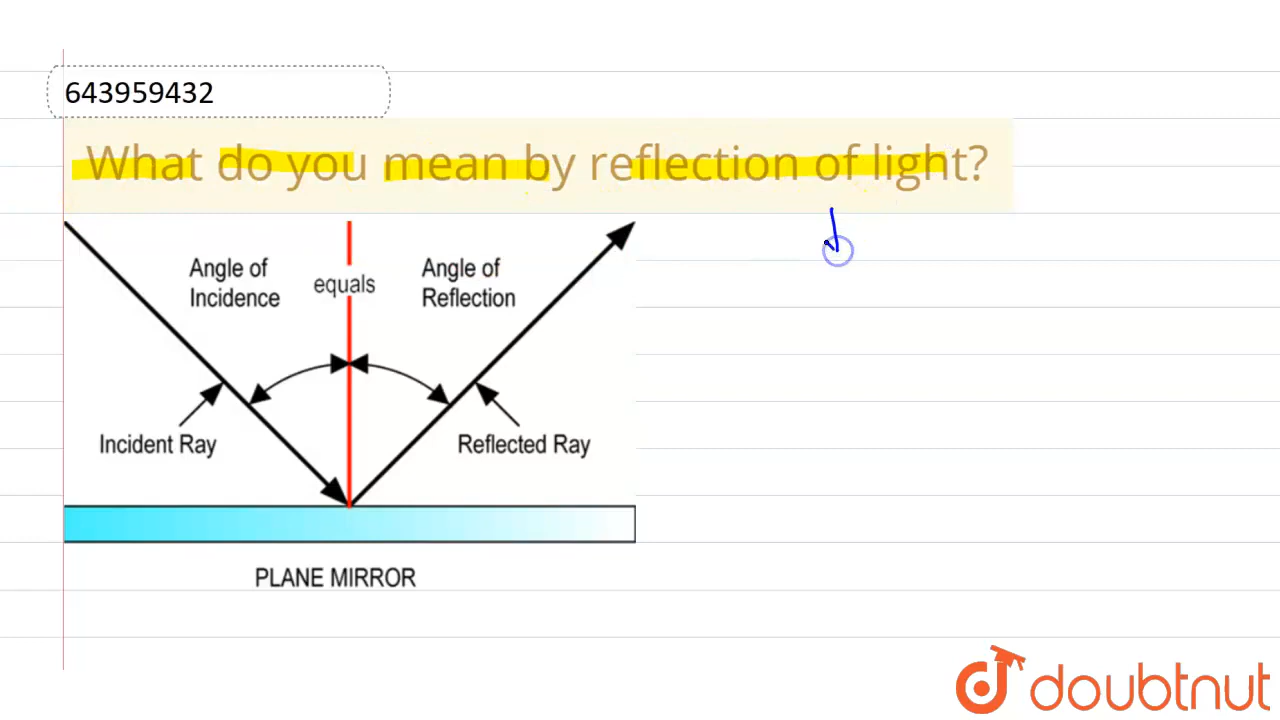 643959432
What do you mean by reflection of light?
Angle of Incidence
equals
Angle of Reflection
Incident Ray
Reflected Ray
PLANE MIRROR
doubtnut